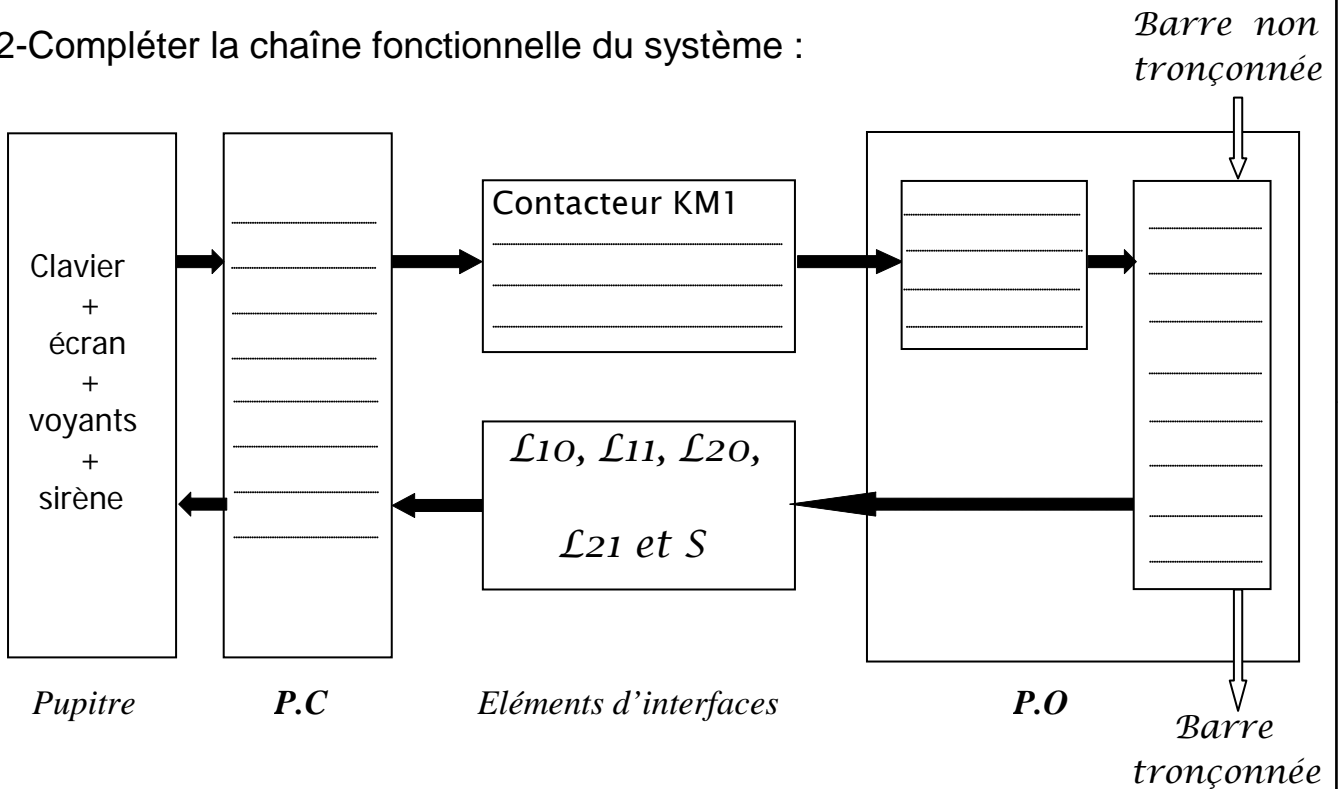 2-Compléter la chaîne fonctionnelle du système :
Barre non
tronçonnée
Clavier
+
écran
+
voyants
+
sirène
Contacteur KM1
L10, L11, L20,
L21 et S
Pupitre
P.C
Eléments d'interfaces
P.O
Barre
tronçonnée